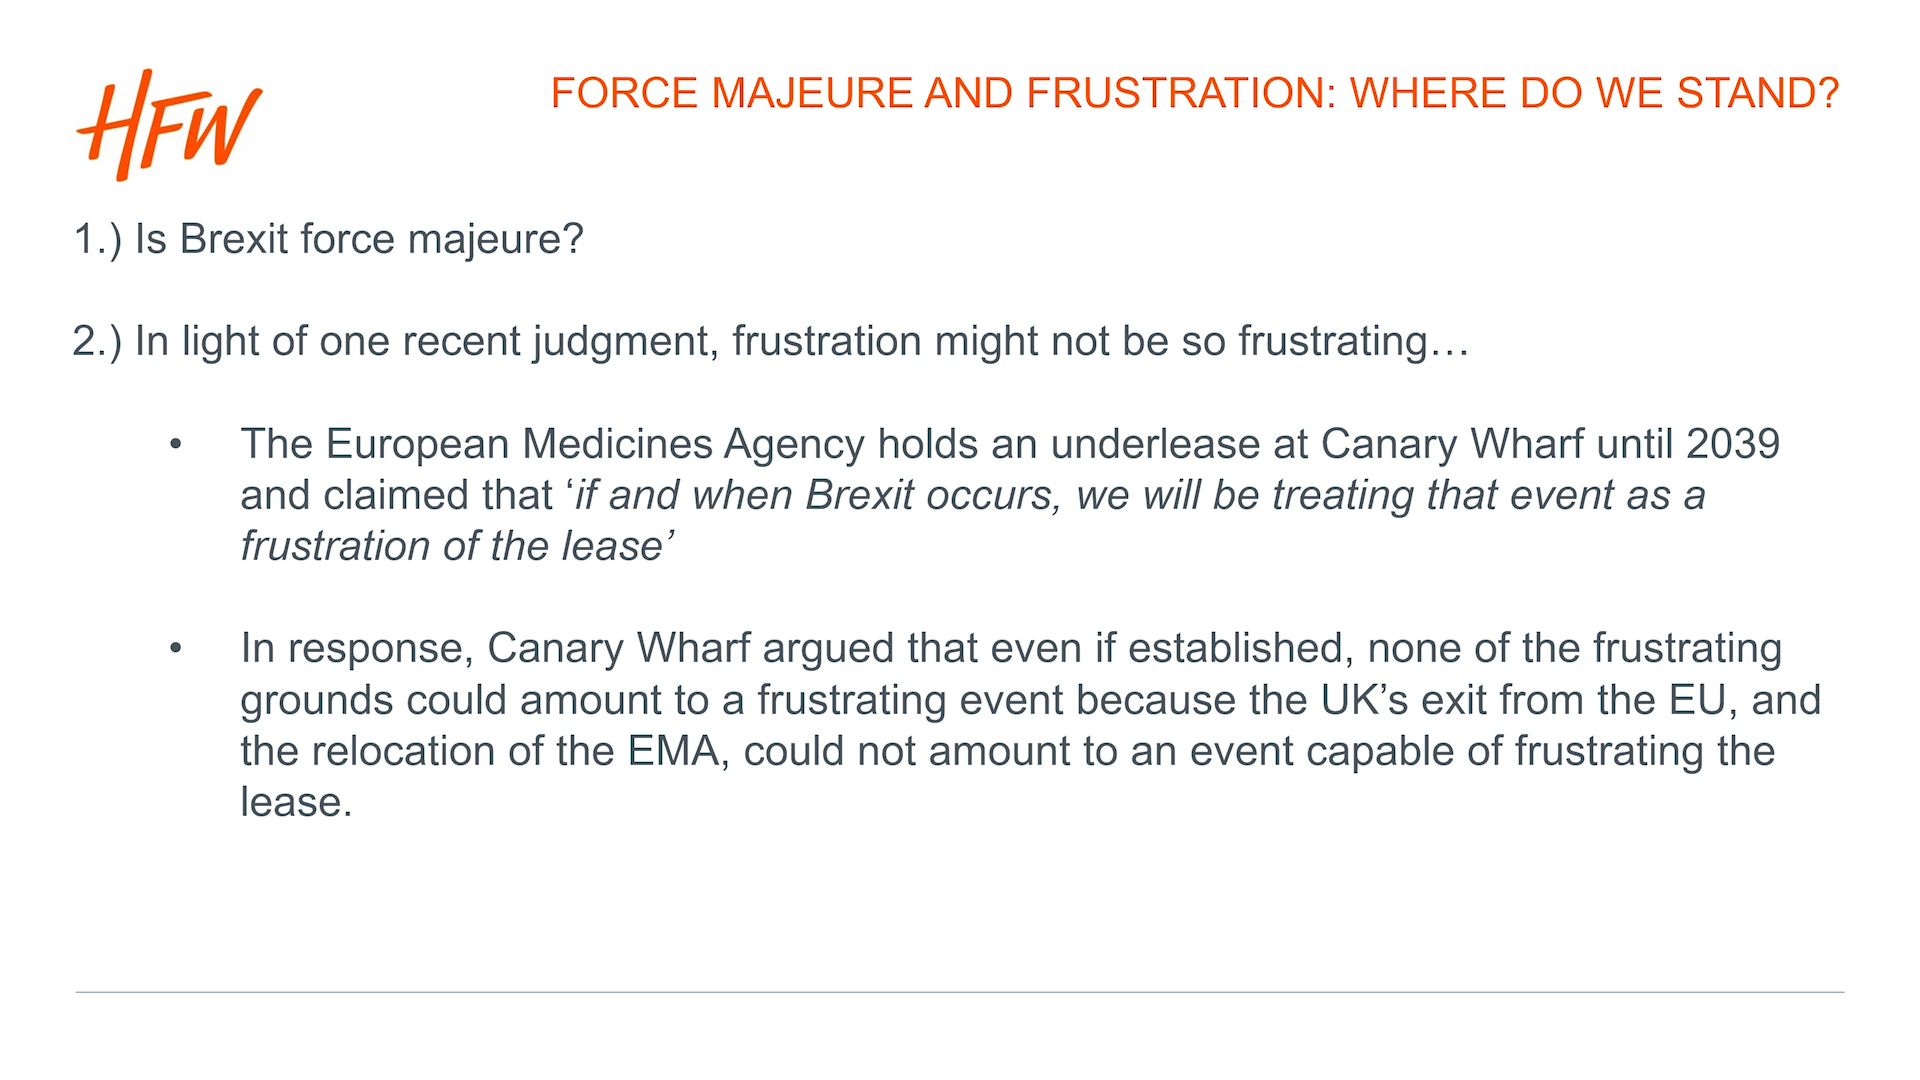 HFW
FORCE MAJEURE AND FRUSTRATION: WHERE DO WE STAND?
1.) Is Brexit force majeure?
2.) In light of one recent judgment, frustration might not be so frustrating…
• The European Medicines Agency holds an underlease at Canary Wharf until 2039
and claimed that ‘if and when Brexit occurs, we will be treating that event as a
frustration of the lease’
• In response, Canary Wharf argued that even if established, none of the frustrating
grounds could amount to a frustrating event because the UK’s exit from the EU, and
the relocation of the EMA, could not amount to an event capable of frustrating the
lease.